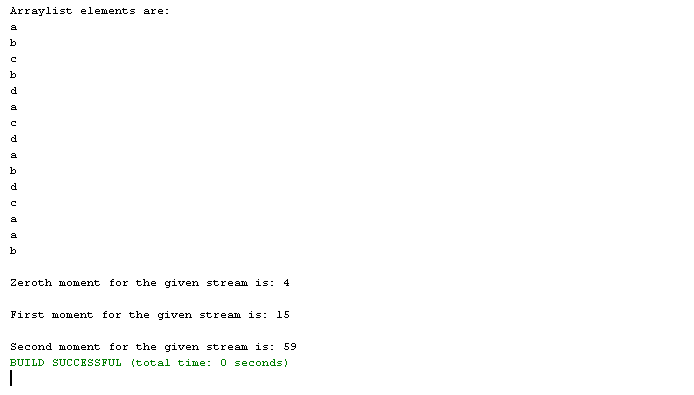 Arraylist elements are:
a
b
c
b
d
a
c
d
a
b
d
c
a
a
b
Zeroth moment for the given stream is: 4
First moment for the given stream is: 15
Second moment for the given stream is: 59
BUILD SUCCESSFUL (total time: 0 seconds)